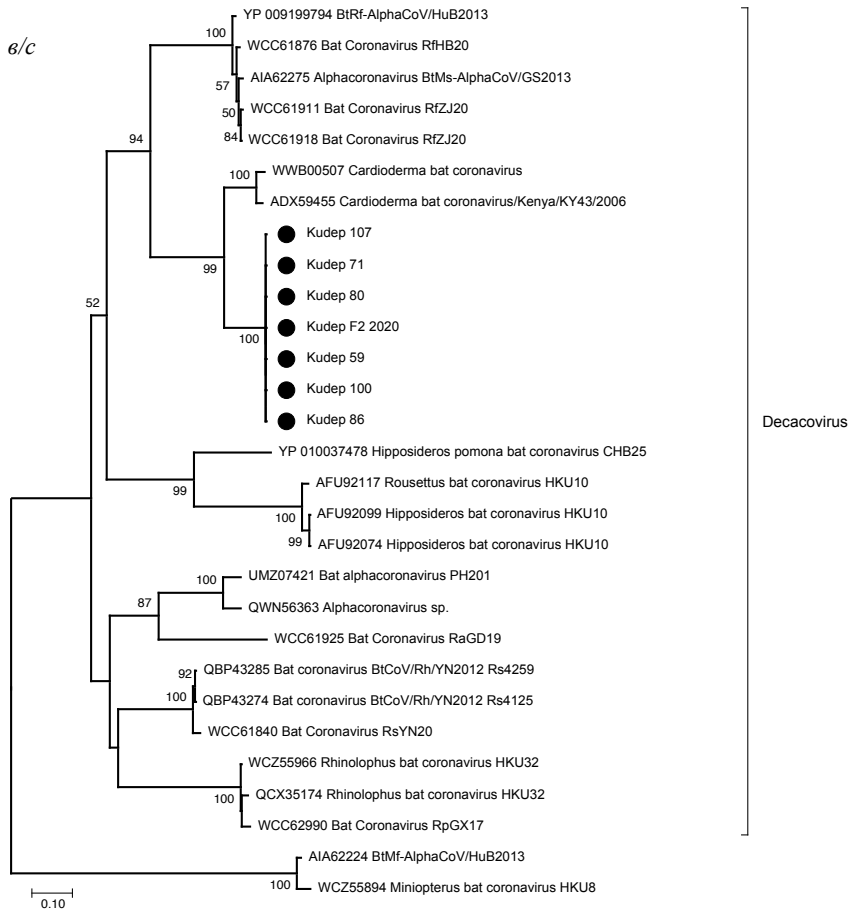 YP 009199794 BtRf-AlphaCoV/HuB2013
100
в/c
WCC61876 Bat Coronavirus RfHB20
AIA62275 Alphacoronavirus BtMs-AlphaCoV/GS2013
57
WCC61911 Bat Coronavirus RfZJ20
50
84
WCC61918 Bat Coronavirus RfZJ20
94
WWB00507 Cardioderma bat coronavirus
100
ADX59455 Cardioderma bat coronavirus/Kenya/KY43/2006
Kudep 107
99
Kudep 71
Kudep 80
52
Kudep F2 2020
100
Kudep 59
Kudep 100
Kudep 86
Decacovirus
YP 010037478 Hipposideros pomona bat coronavirus CHB25
99
AFU92117 Rousettus bat coronavirus HKU10
100
AFU92099 Hipposideros bat coronavirus HKU10
99
AFU92074 Hipposideros bat coronavirus HKU10
UMZ07421 Bat alphacoronavirus PH201
100
87
QWN56363 Alphacoronavirus sp.
WCC61925 Bat Coronavirus RaGD19
QBP43285 Bat coronavirus BtCoV/Rh/YN2012 Rs4259
92
100
QBP43274 Bat coronavirus BtCoV/Rh/YN2012 Rs4125
WCC61840 Bat Coronavirus RsYN20
WCZ55966 Rhinolophus bat coronavirus HKU32
QCX35174 Rhinolophus bat coronavirus HKU32
100
WCC62990 Bat Coronavirus RpGX17
AIA62224 BtMf-AlphaCoV/HuB2013
100
WCZ55894 Miniopterus bat coronavirus HKU8
0.10